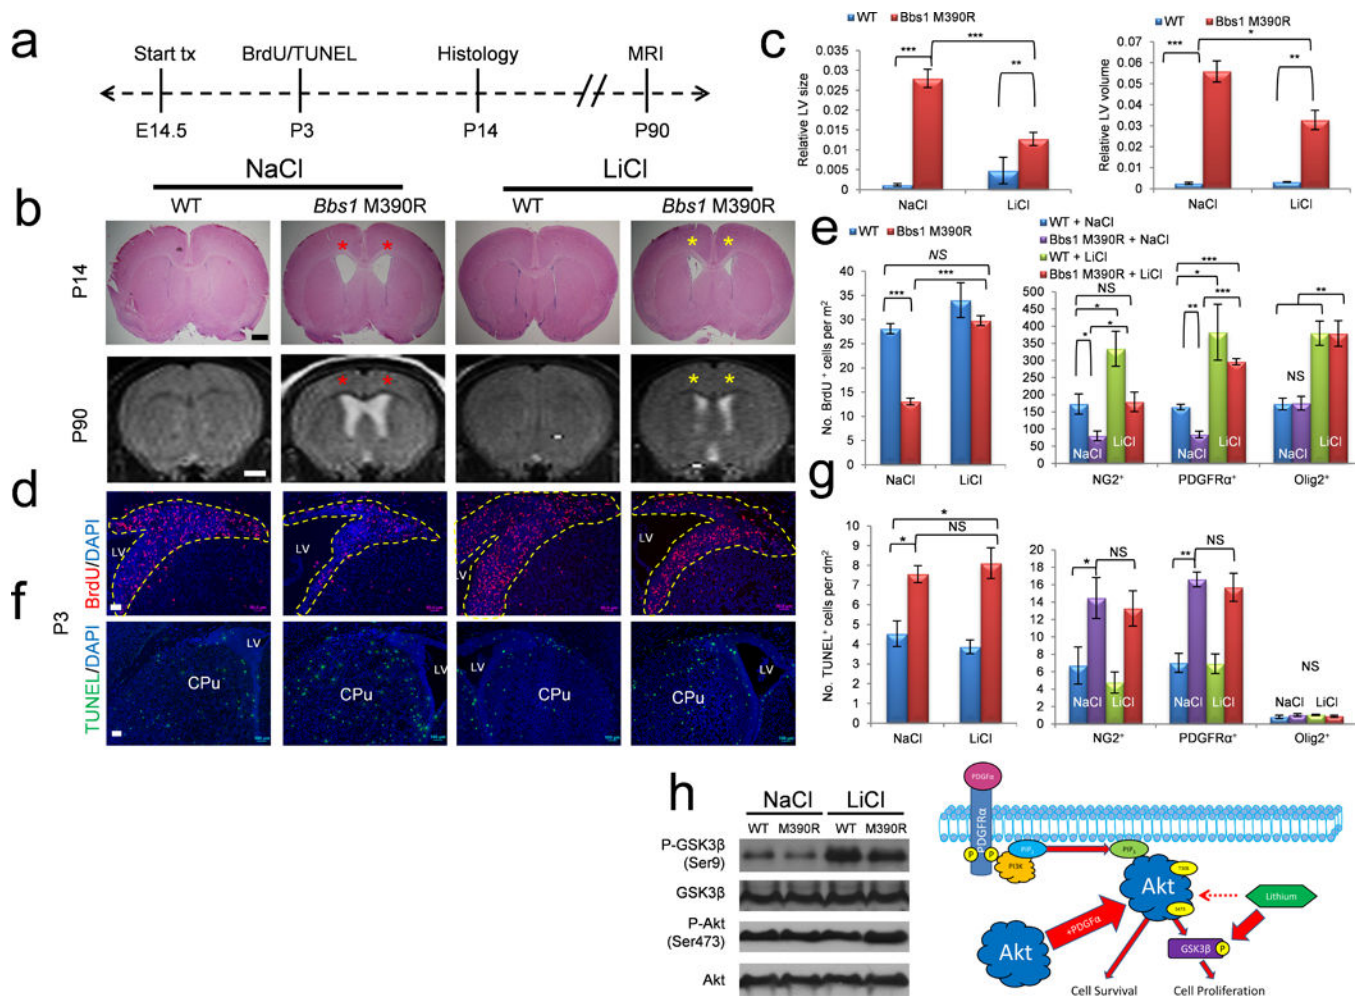 a
Start tx
BrdU/TUNEL
Histology
MRI
E14.5
P3
P14
P90
NaCl
LiCl
b
WT
Bbs1 M390R
WT
Bbs1 M390R
P14
* *
* *
P90
* *
* *
d
BrdU/DAPI
LV
LV
LV
LV
f
P3
TUNEL/DAPI
CPu
LV
CPu
LV
CPu
LV
CPu
LV
c
WT
Bbs1 M390R
Relative LV size
0.035
0.03
0.025
0.02
0.015
0.01
0.005
0
***
***
**
NaCl
LiCl
Relative LV volume
0.07
0.06
0.05
0.04
0.03
0.02
0.01
0
***
*
**
NaCl
LiCl
e
WT
Bbs1 M390R
No. BrdU + cells per m²
40
35
30
25
20
15
10
5
0
NS
***
***
NaCl
LiCl
WT + NaCl
Bbs1 M390R + NaCl
WT + LiCl
Bbs1 M390R + LiCl
500
450
400
350
300
250
200
150
100
50
0
NS
*
*
*
***
*
**
***
**
NS
NaCl
LiCl
NaCl
LiCl
NaCl
LiCl
NG2⁺
PDGFRα⁺
Olig2⁺
g
No. TUNEL⁺ cells per dm²
10
9
8
7
6
5
4
3
2
1
0
*
*
NS
NaCl
LiCl
20
18
16
14
12
10
8
6
4
2
0
*
NS
**
NS
NS
NaCl
LiCl
NaCl
LiCl
NaCl
LiCl
NG2⁺
PDGFRα⁺
Olig2⁺
h
NaCl
LiCl
WT
M390R
WT
M390R
P-GSK3β
(Ser9)
GSK3β
P-Akt
(Ser473)
Akt
PDGFα
PDGFRα
P
P
PI3K
PIP₂
PIP₃
Akt
Lithium
+PDGFα
Akt
GSK3β
P
Cell Survival
Cell Proliferation